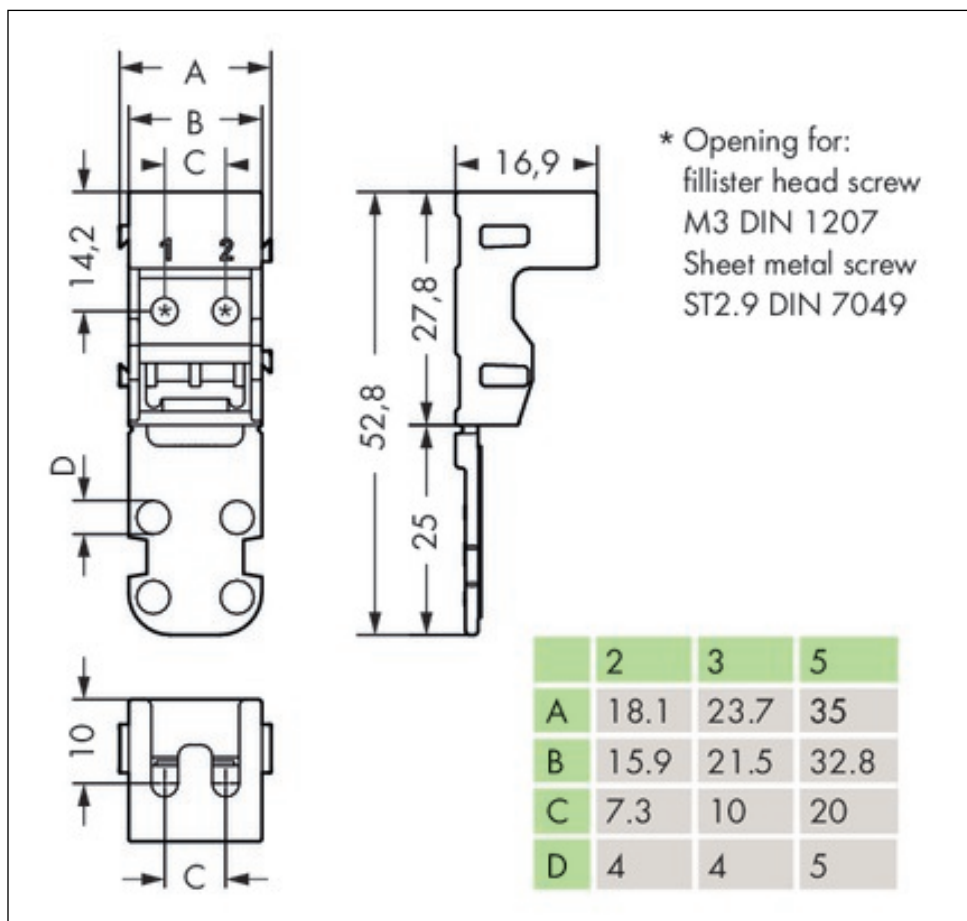 A
B
C
14,2
1 2
* *
D
10
C
16,9
27,8
52,8
25
* Opening for:
fillister head screw
M3 DIN 1207
Sheet metal screw
ST2.9 DIN 7049
2 3 5
A 18.1 23.7 35
B 15.9 21.5 32.8
C 7.3 10 20
D 4 4 5